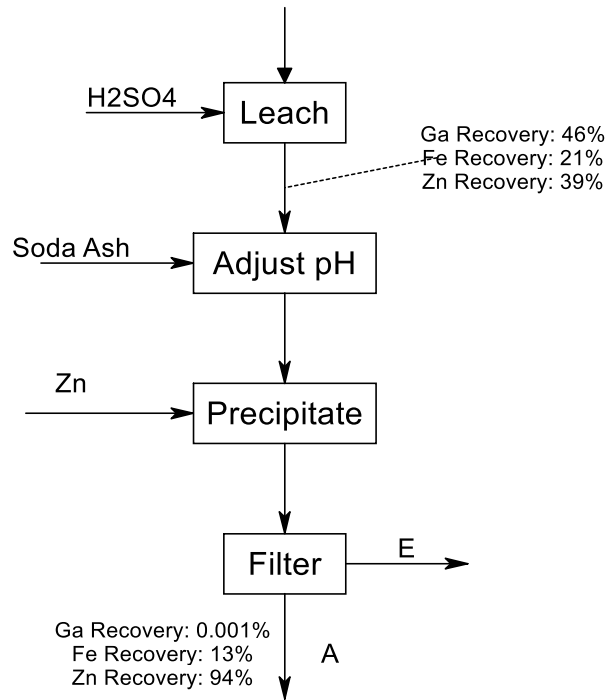 H2SO4
Leach
Ga Recovery: 46%
Fe Recovery: 21%
Zn Recovery: 39%
Soda Ash
Adjust pH
Zn
Precipitate
Filter
E
Ga Recovery: 0.001%
Fe Recovery: 13%
Zn Recovery: 94%
A